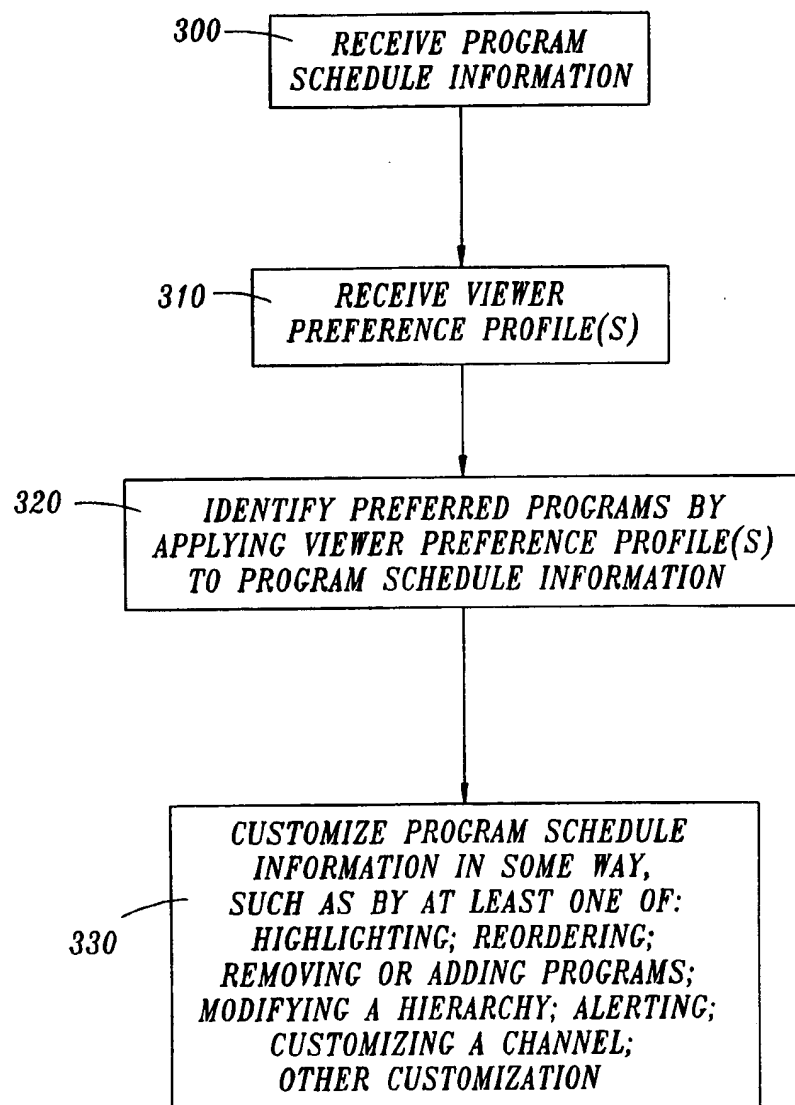 300
RECEIVE PROGRAM
SCHEDULE INFORMATION
310
RECEIVE VIEWER
PREFERENCE PROFILE(S)
320
IDENTIFY PREFERRED PROGRAMS BY
APPLYING VIEWER PREFERENCE PROFILE(S)
TO PROGRAM SCHEDULE INFORMATION
330
CUSTOMIZE PROGRAM SCHEDULE
INFORMATION IN SOME WAY,
SUCH AS BY AT LEAST ONE OF:
HIGHLIGHTING; REORDERING;
REMOVING OR ADDING PROGRAMS;
MODIFYING A HIERARCHY; ALERTING;
CUSTOMIZING A CHANNEL;
OTHER CUSTOMIZATION